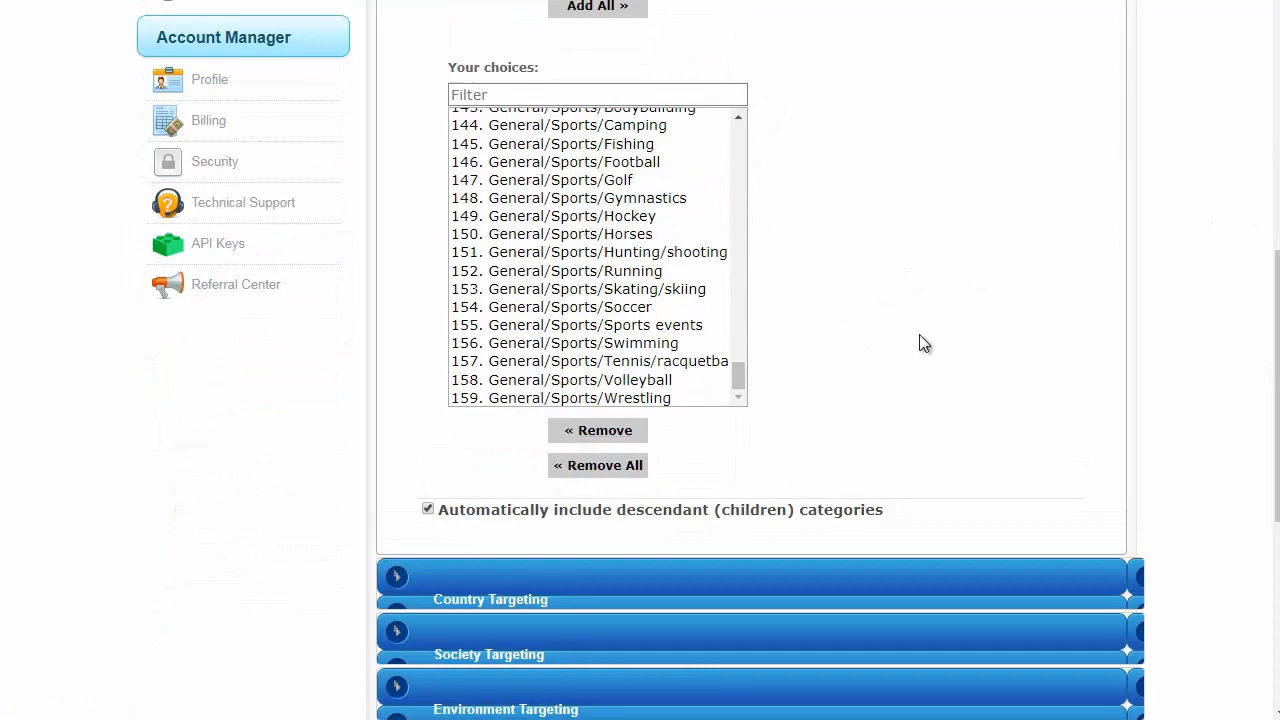 Add All »
Account Manager
Profile
Billing
Security
Technical Support
API Keys
Referral Center
Your choices:
Filter
143. General/Sports/Bodybuilding
144. General/Sports/Camping
145. General/Sports/Fishing
146. General/Sports/Football
147. General/Sports/Golf
148. General/Sports/Gymnastics
149. General/Sports/Hockey
150. General/Sports/Horses
151. General/Sports/Hunting/shooting
152. General/Sports/Running
153. General/Sports/Skating/skiing
154. General/Sports/Soccer
155. General/Sports/Sports events
156. General/Sports/Swimming
157. General/Sports/Tennis/racquetba
158. General/Sports/Volleyball
159. General/Sports/Wrestling
« Remove
« Remove All
Automatically include descendant (children) categories
Country Targeting
Society Targeting
Environment Targeting